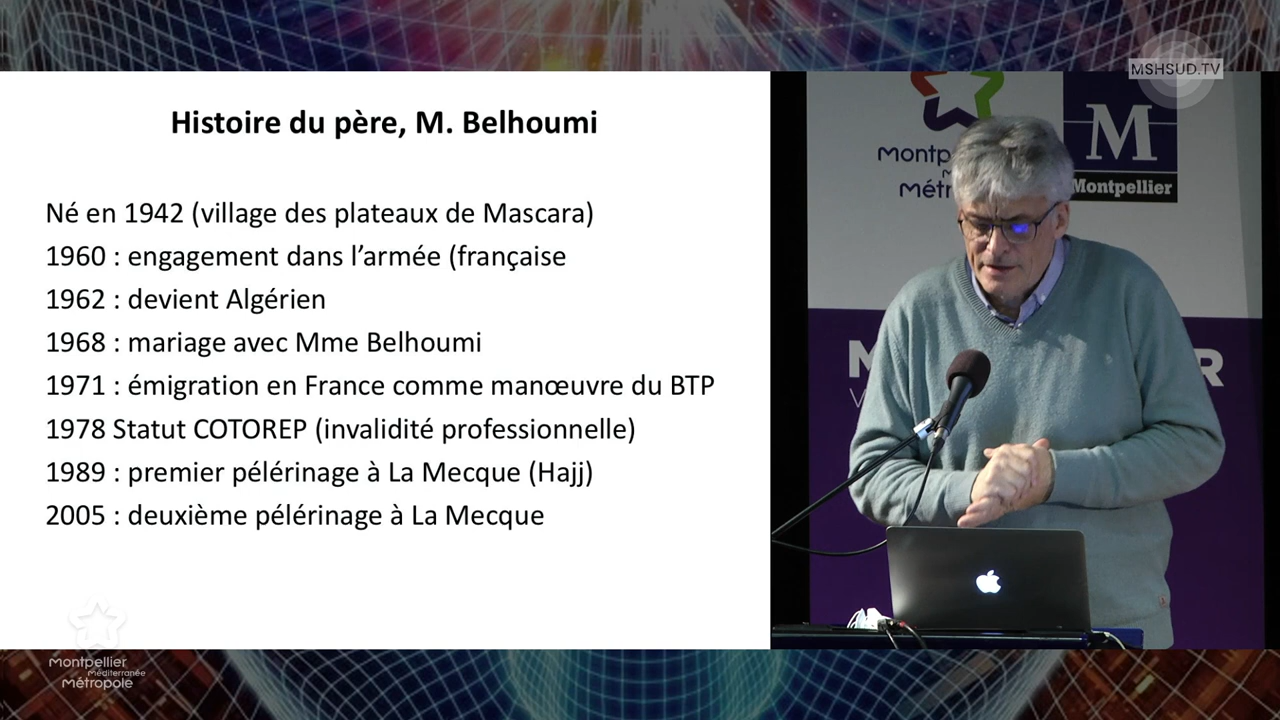 MSHSUD.TV
Histoire du père, M. Belhoumi
Né en 1942 (village des plateaux de Mascara)
1960 : engagement dans l’armée (française
1962 : devient Algérien
1968 : mariage avec Mme Belhoumi
1971 : émigration en France comme manœuvre du BTP
1978 Statut COTOREP (invalidité professionnelle)
1989 : premier pélérinage à La Mecque (Hajj)
2005 : deuxième pélérinage à La Mecque
M
Montpellier
Montpellier
Méditerranée
Métropole